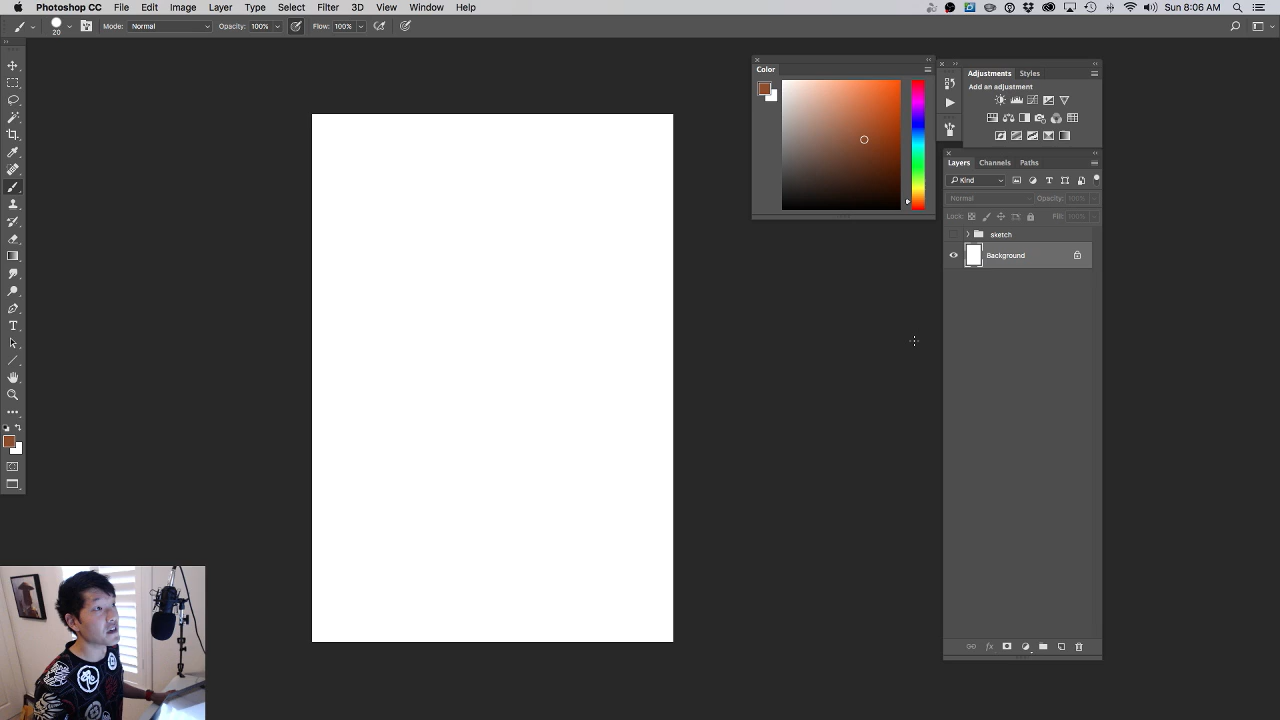 Photoshop CC File Edit Image Layer Type Select Filter 3D View Window Help Sun 8:06 AM
20 Mode: Normal Opacity: 100% Flow: 100%
Color
Adjustments Styles
Add an adjustment
Layers Channels Paths
Kind
Normal Opacity: 100%
Lock: Fill: 100%
sketch
Background